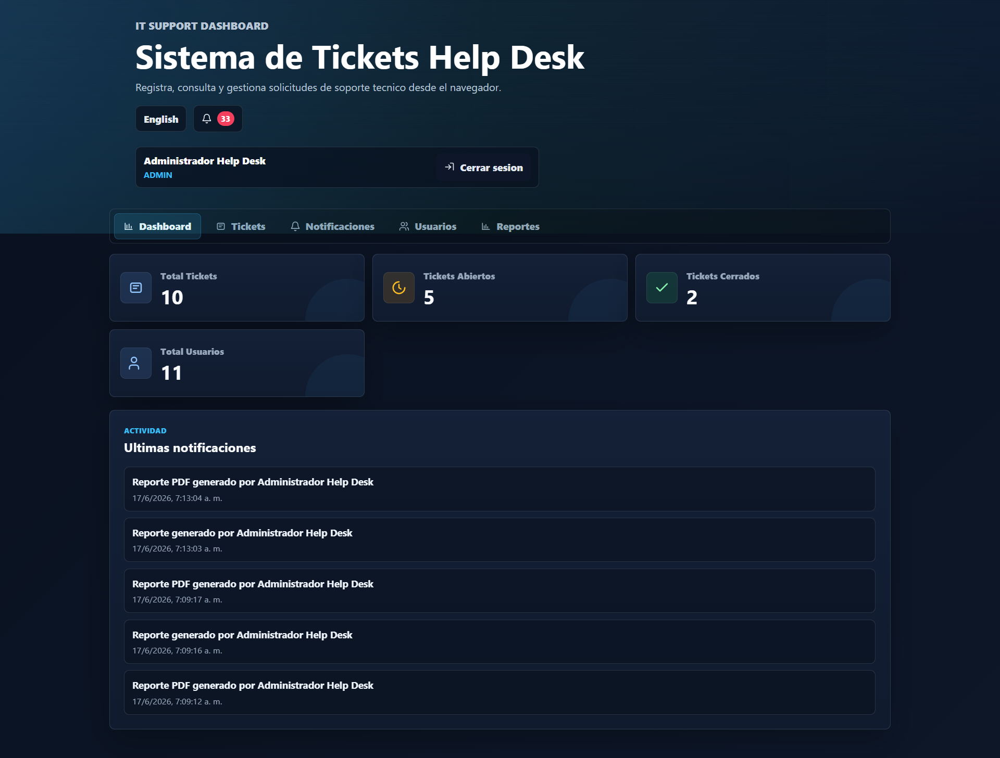 IT SUPPORT DASHBOARD
Sistema de Tickets Help Desk
Registra, consulta y gestiona solicitudes de soporte tecnico desde el navegador.
English
33
Administrador Help Desk
ADMIN
Cerrar sesion
Dashboard
Tickets
Notificaciones
Usuarios
Reportes
Total Tickets
10
Tickets Abiertos
5
Tickets Cerrados
2
Total Usuarios
11
ACTIVIDAD
Ultimas notificaciones
Reporte PDF generado por Administrador Help Desk
17/6/2026, 7:13:04 a. m.
Reporte generado por Administrador Help Desk
17/6/2026, 7:13:03 a. m.
Reporte PDF generado por Administrador Help Desk
17/6/2026, 7:09:17 a. m.
Reporte generado por Administrador Help Desk
17/6/2026, 7:09:16 a. m.
Reporte PDF generado por Administrador Help Desk
17/6/2026, 7:09:12 a. m.